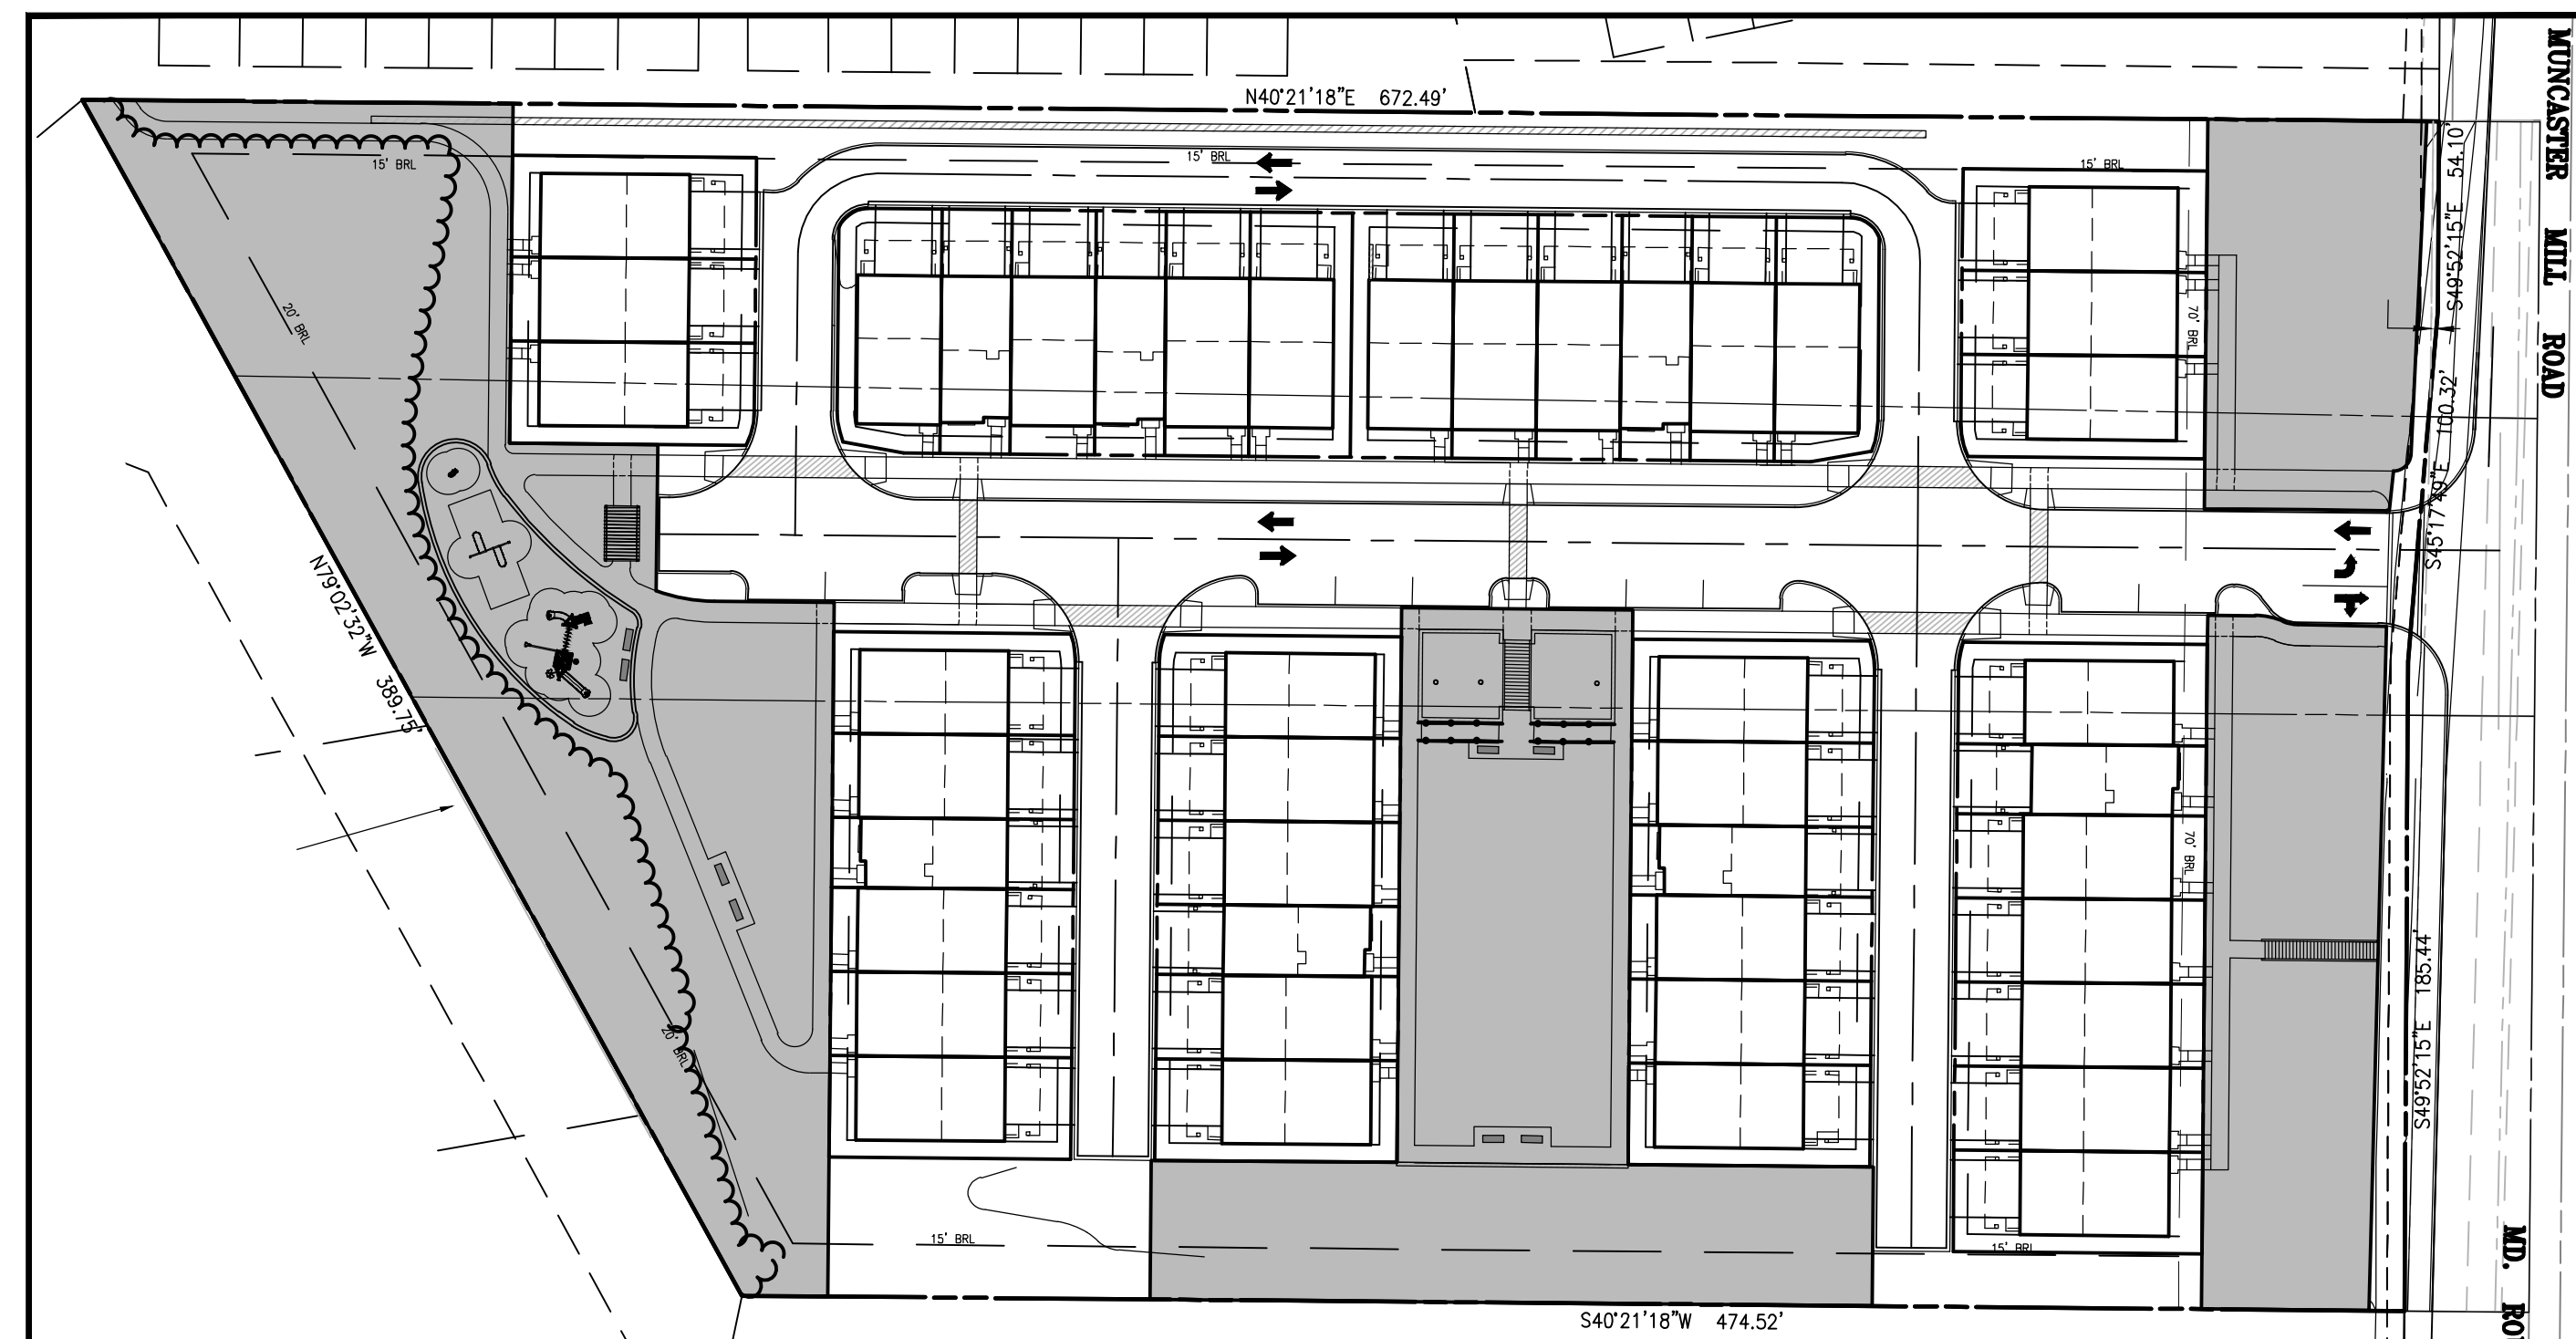 N40°21'18"E 672.49'
15' BRL
15' BRL
15' BRL
20' BRL
70' BRL
MUNCASTER MILL ROAD
S49°52'15"E 54.10'
S45°17'49"E 100.32'
N79°02'32"W 389.75'
70' BRL
20' BRL
S49°52'15"E 185.44'
15' BRL
15' BRL
MD.
S40°21'18"W 474.52'